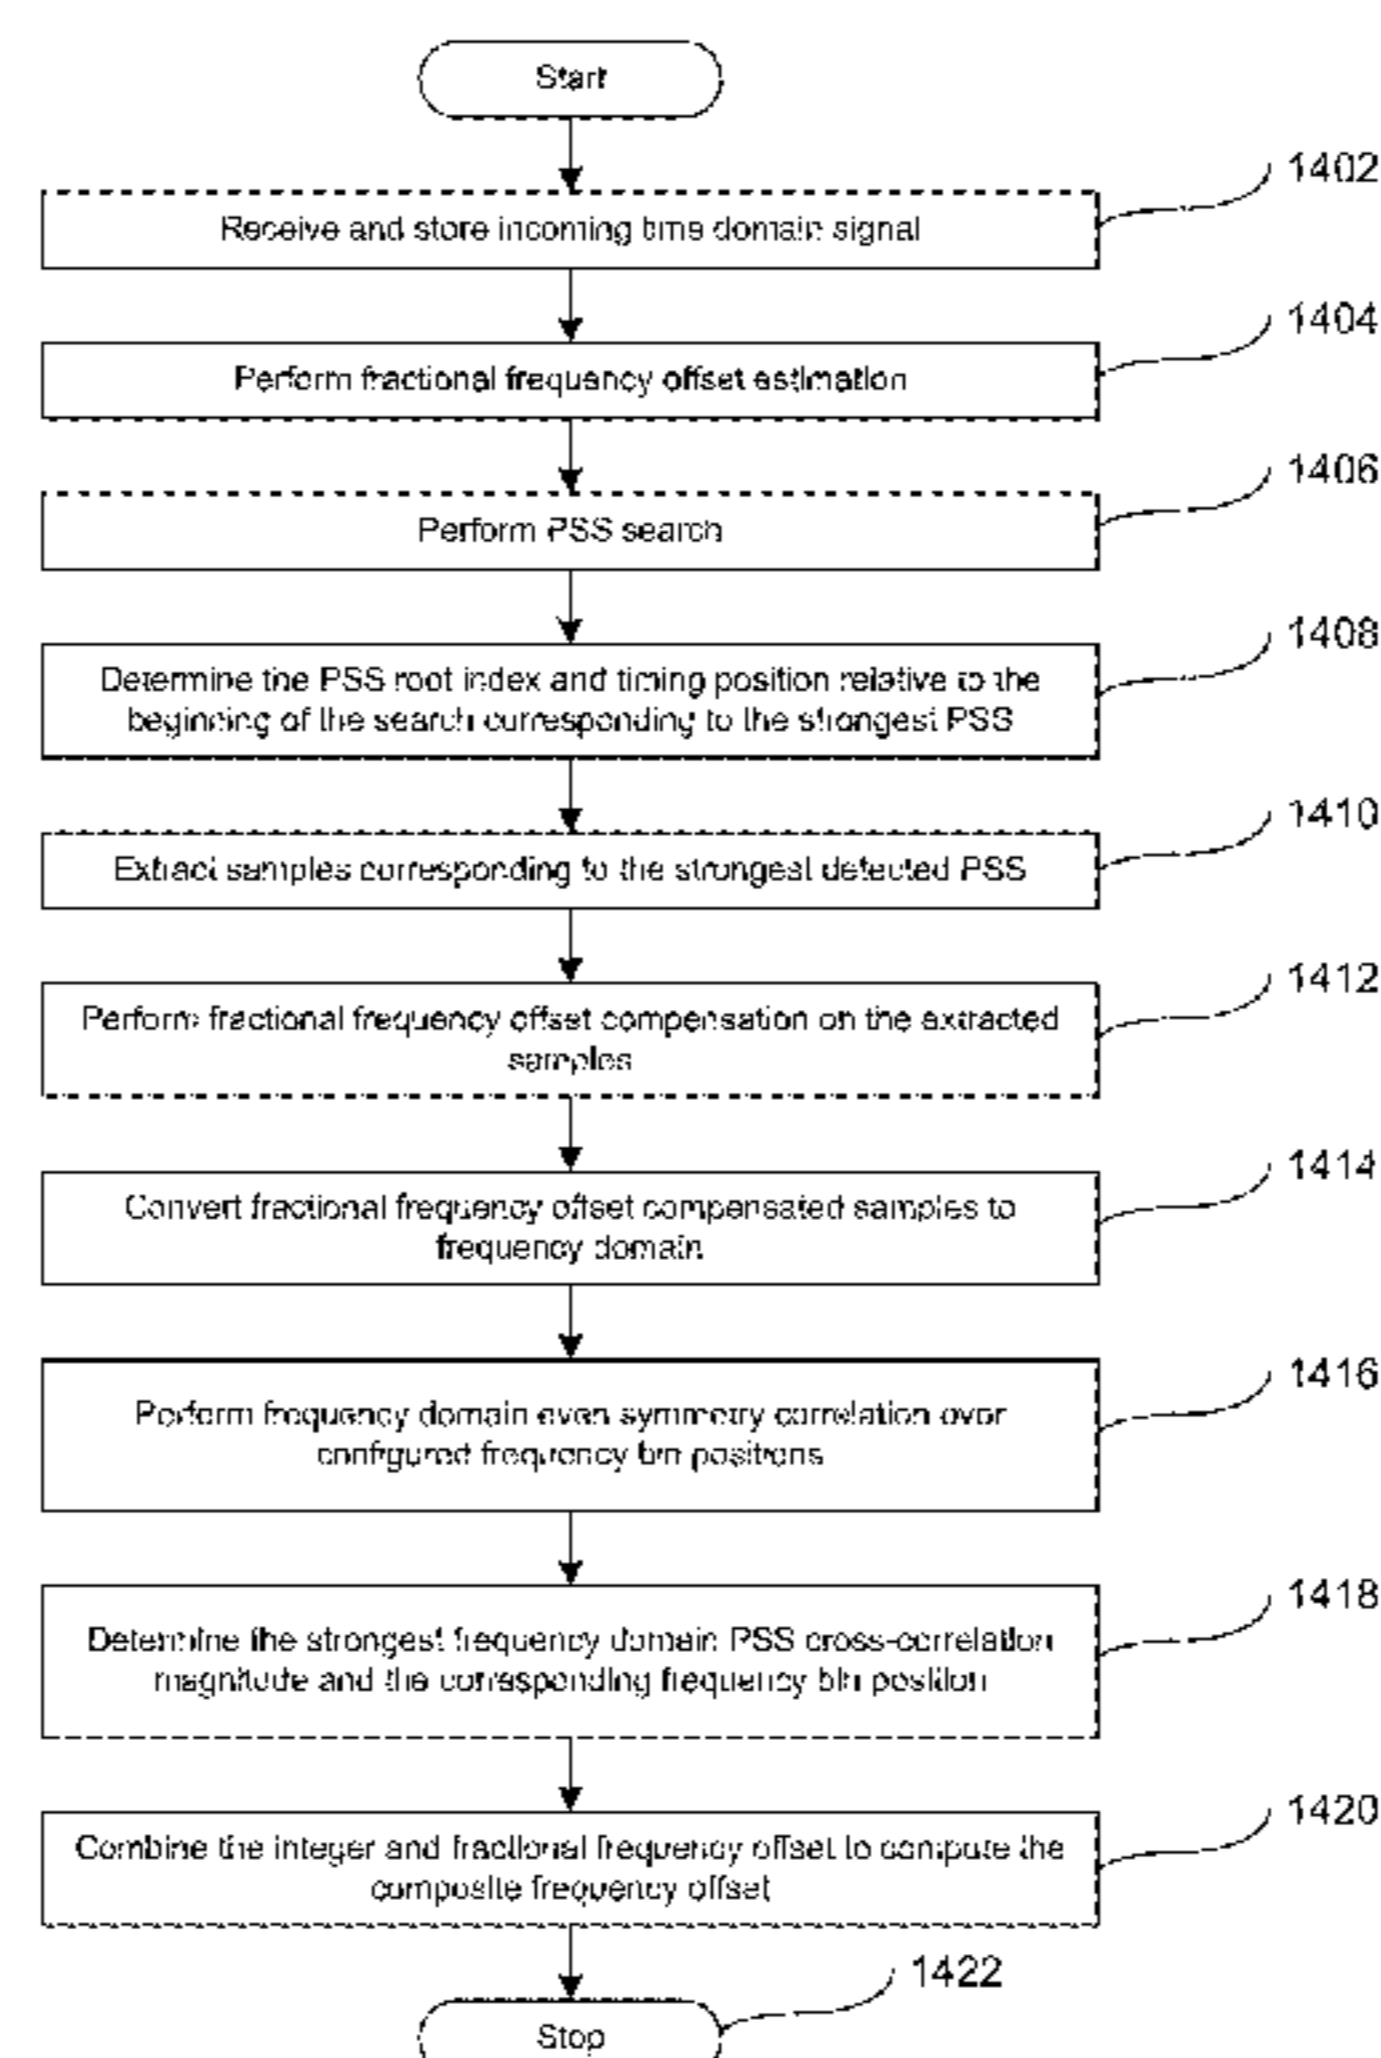 Start
1402
Receive and store incoming time domain signal
1404
Perform fractional frequency offset estimation
1406
Perform PSS search
1408
Determine the PSS root index and timing position relative to the
beginning of the search corresponding to the strongest PSS
1410
Extract samples corresponding to the strongest detected PSS
1412
Perform fractional frequency offset compensation on the extracted
samples
1414
Convert fractional frequency offset compensated samples to
frequency domain
1416
Perform frequency domain even symmetry correlation over
configured frequency bin positions
1418
Determine the strongest frequency domain PSS cross-correlation
magnitude and the corresponding frequency bin position
1420
Combine the integer and fractional frequency offset to compute the
composite frequency offset
1422
Stop